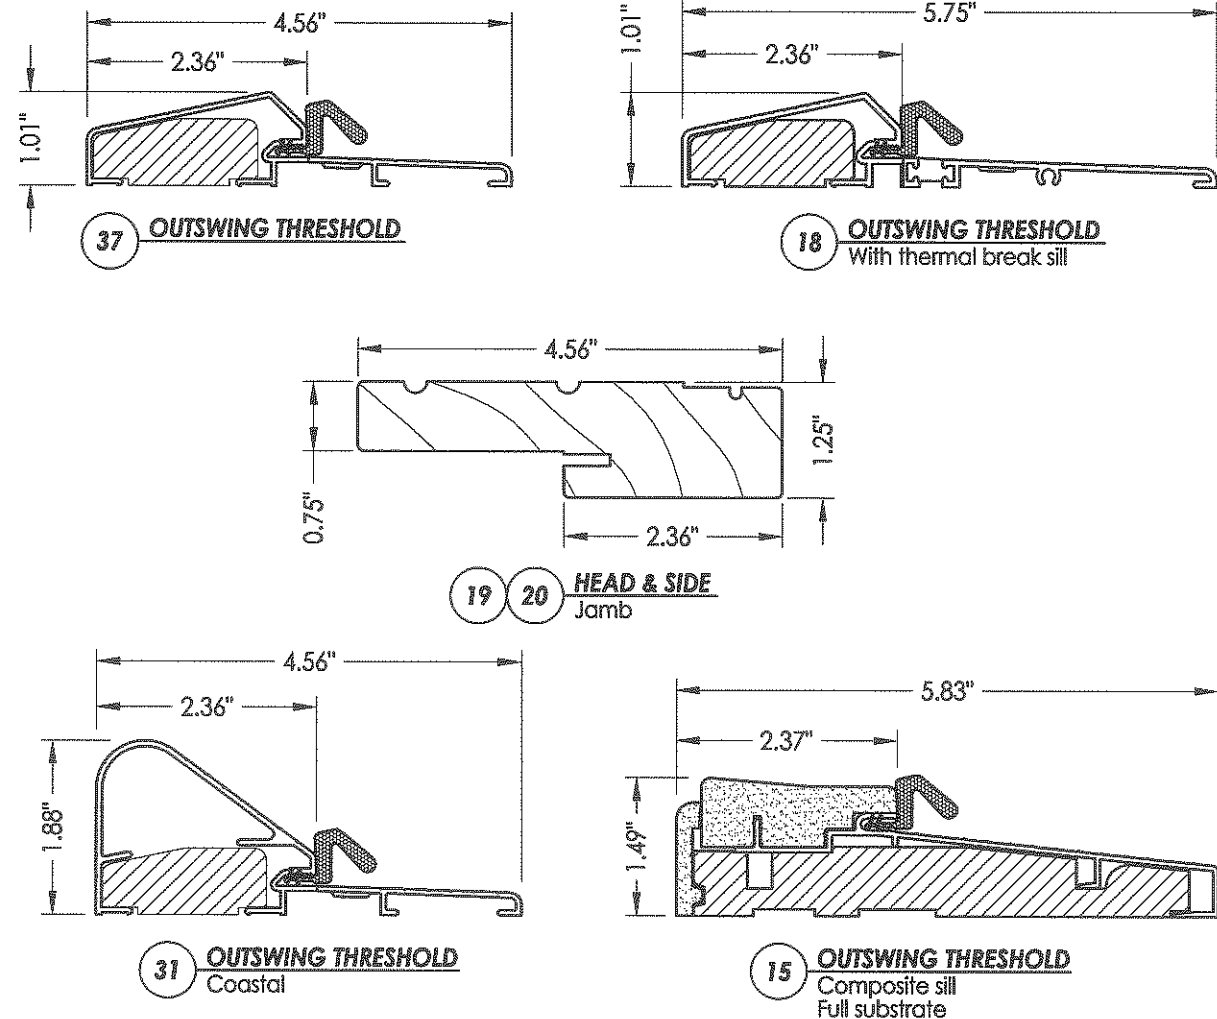 4.56"
2.36"
1.01"
37 OUTSWING THRESHOLD
5.75"
2.36"
1.01"
18 OUTSWING THRESHOLD
With thermal break sill
4.56"
0.75"
1.25"
2.36"
19 20 HEAD & SIDE
Jamb
4.56"
2.36"
1.88"
31 OUTSWING THRESHOLD
Coastal
5.83"
2.37"
1.49"
15 OUTSWING THRESHOLD
Composite sill
Full substrate